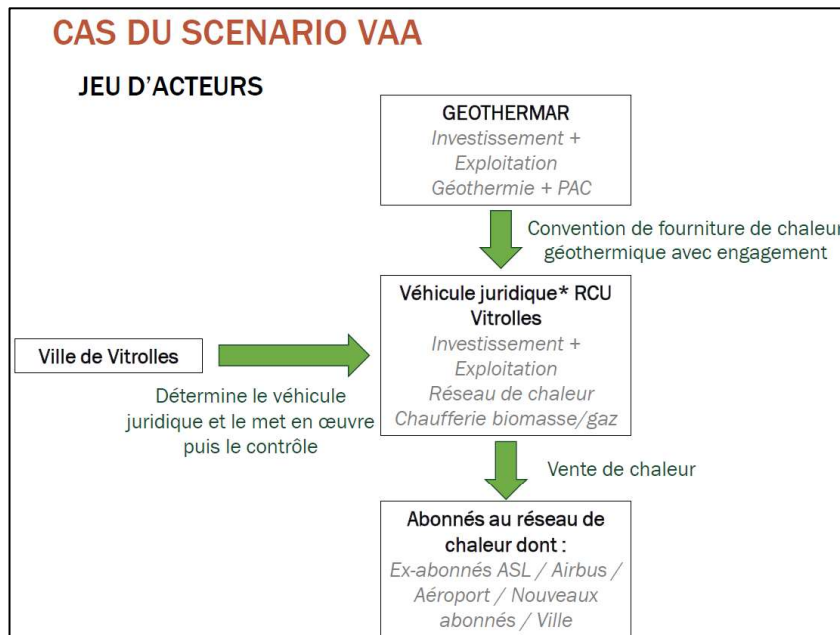 CAS DU SCENARIO VAA
JEU D'ACTEURS
GEOTHERMAR
Investissement +
Exploitation
Géothermie + PAC
Convention de fourniture de chaleur
géothermique avec engagement
Véhicule juridique* RCU
Vitrolles
Investissement +
Exploitation
Réseau de chaleur
Chaufferie biomasse/gaz
Ville de Vitrolles
Détermine le véhicule
juridique et le met en œuvre
puis le contrôle
Vente de chaleur
Abonnés au réseau de
chaleur dont :
Ex-abonnés ASL / Airbus /
Aéroport / Nouveaux
abonnés / Ville